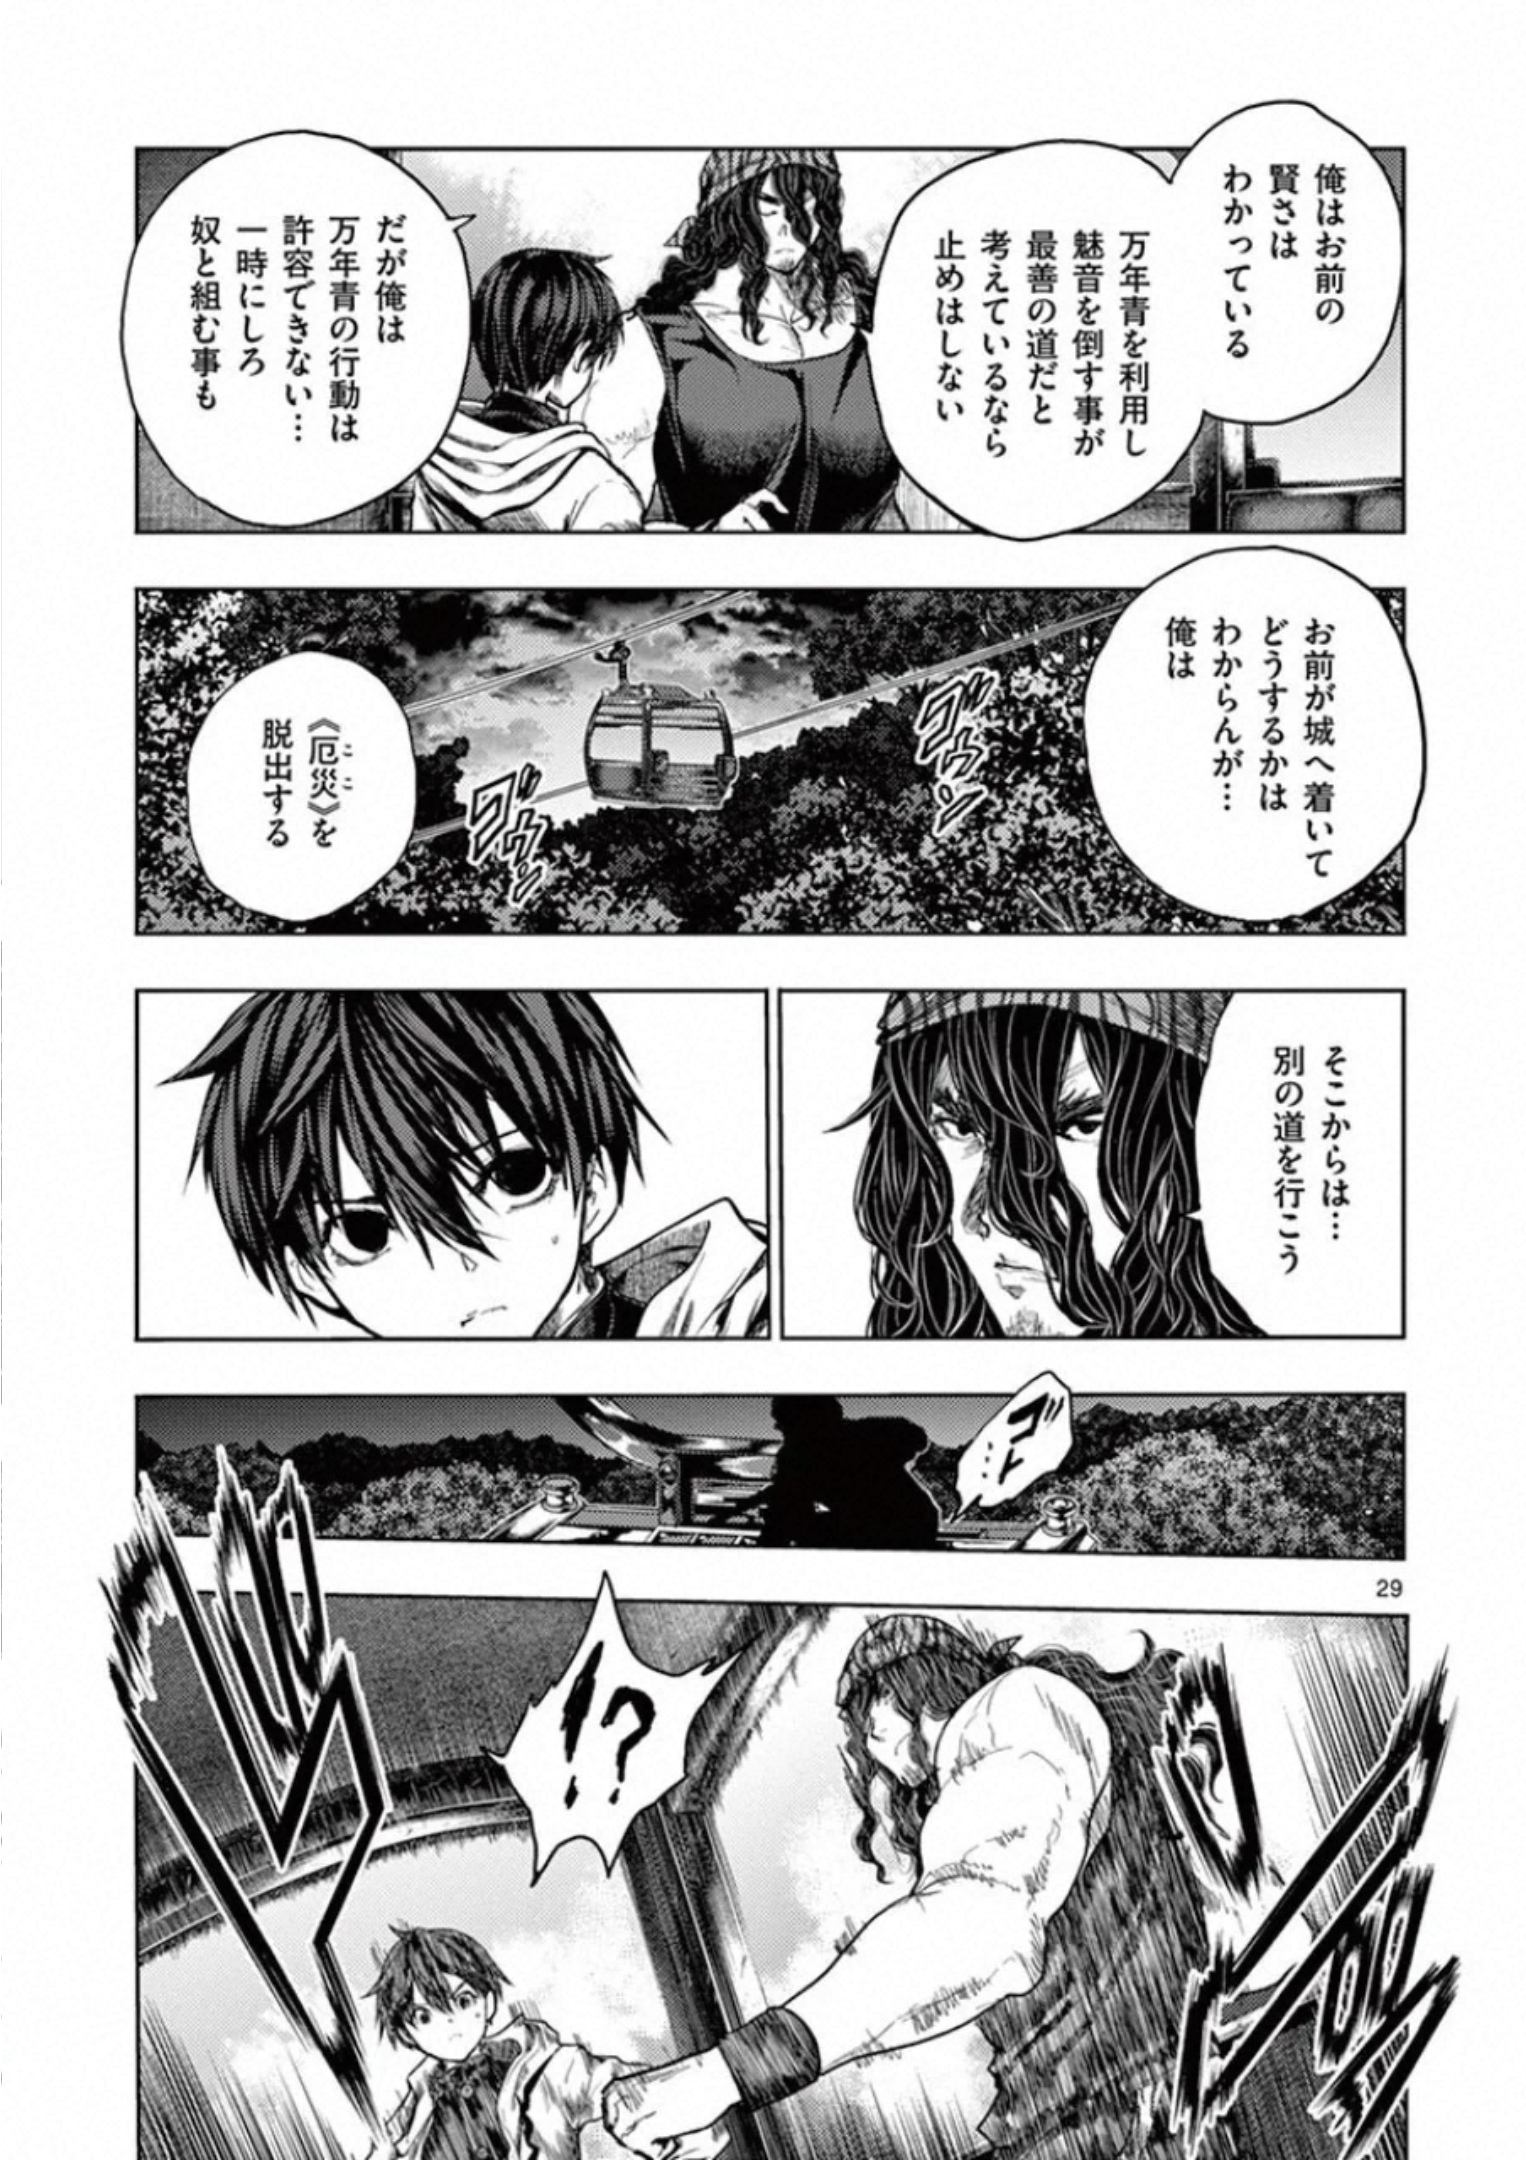 俺はお前の
賢さは
わかっている
万年青を利用し
魅音を倒す事が
最善の道だと
考えているなら
止めはしない
だが俺は
万年青の行動は
許容できない…
一時にしろ
奴と組む事も
お前が城へ着いて
どうするかは
わからんが…
俺は
ゴウン
ゴウン
《厄災》を
ここ
脱出する
そこからは…
別の道を行こう
ゴト…
29
!?